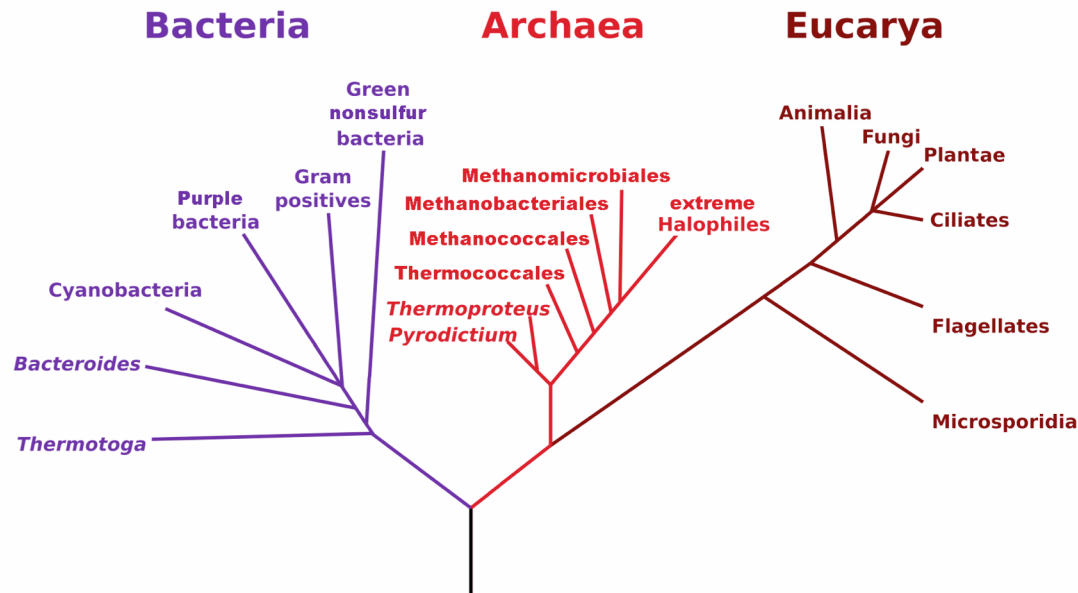 Bacteria
Archaea
Eucarya
Green
nonsulfur
bacteria
Gram
positives
Purple
bacteria
Cyanobacteria
Bacteroides
Thermotoga
Methanomicrobiales
Methanobacteriales
Methanococcales
Thermococcales
Thermoproteus
Pyrodictium
extreme
Halophiles
Animalia
Fungi
Plantae
Ciliates
Flagellates
Microsporidia